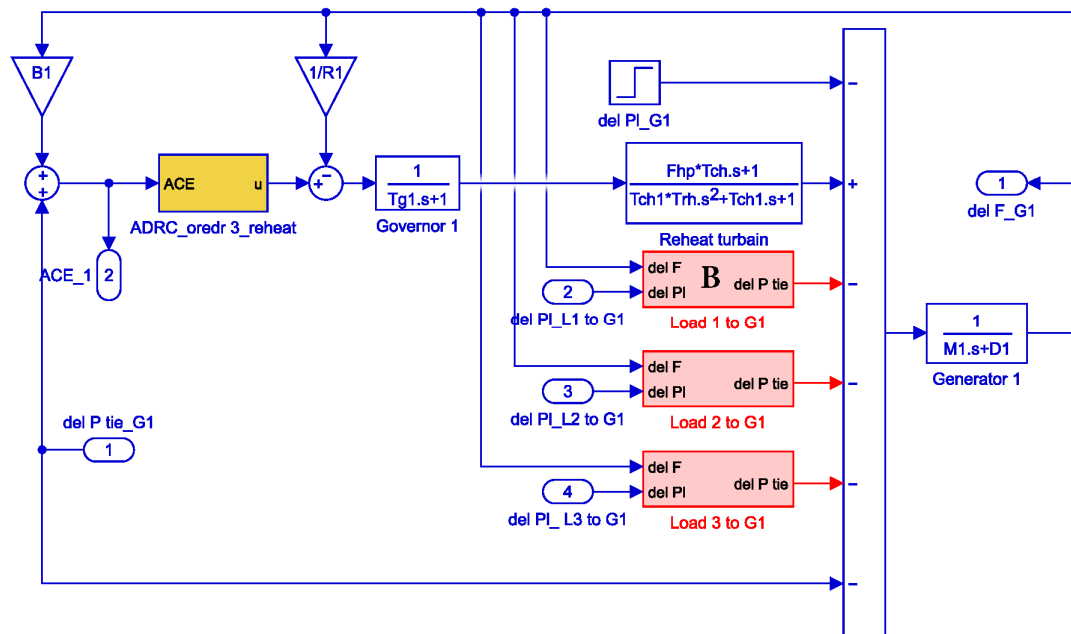 B1
1/R1
del Pl_G1
-
+
+
ACE
u
ADRC_oredr 3_reheat
+
-
1
Tg1.s+1
Governor 1
Fhp*Tch.s+1
Tch1*Trh.s2+Tch1.s+1
Reheat turbain
+
1
del F_G1
ACE_1
2
del F
del Pl
B
del P tie
Load 1 to G1
2
del Pl_L1 to G1
-
1
M1.s+D1
Generator 1
del F
del Pl
del P tie
Load 2 to G1
3
del Pl_L2 to G1
-
del P tie_G1
1
del F
del Pl
del P tie
Load 3 to G1
4
del Pl_ L3 to G1
-
-